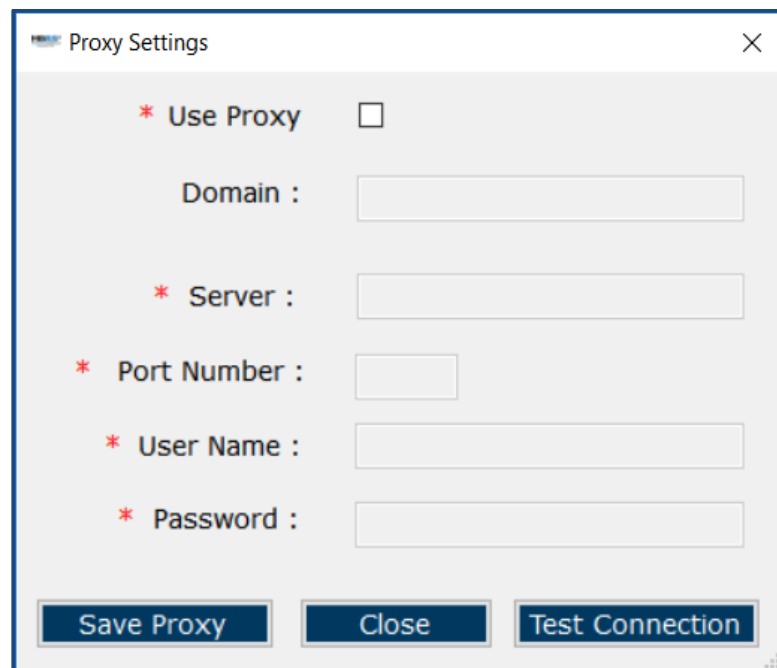 Proxy Settings
* Use Proxy
Domain :
* Server :
* Port Number :
* User Name :
* Password :
Save Proxy Close Test Connection